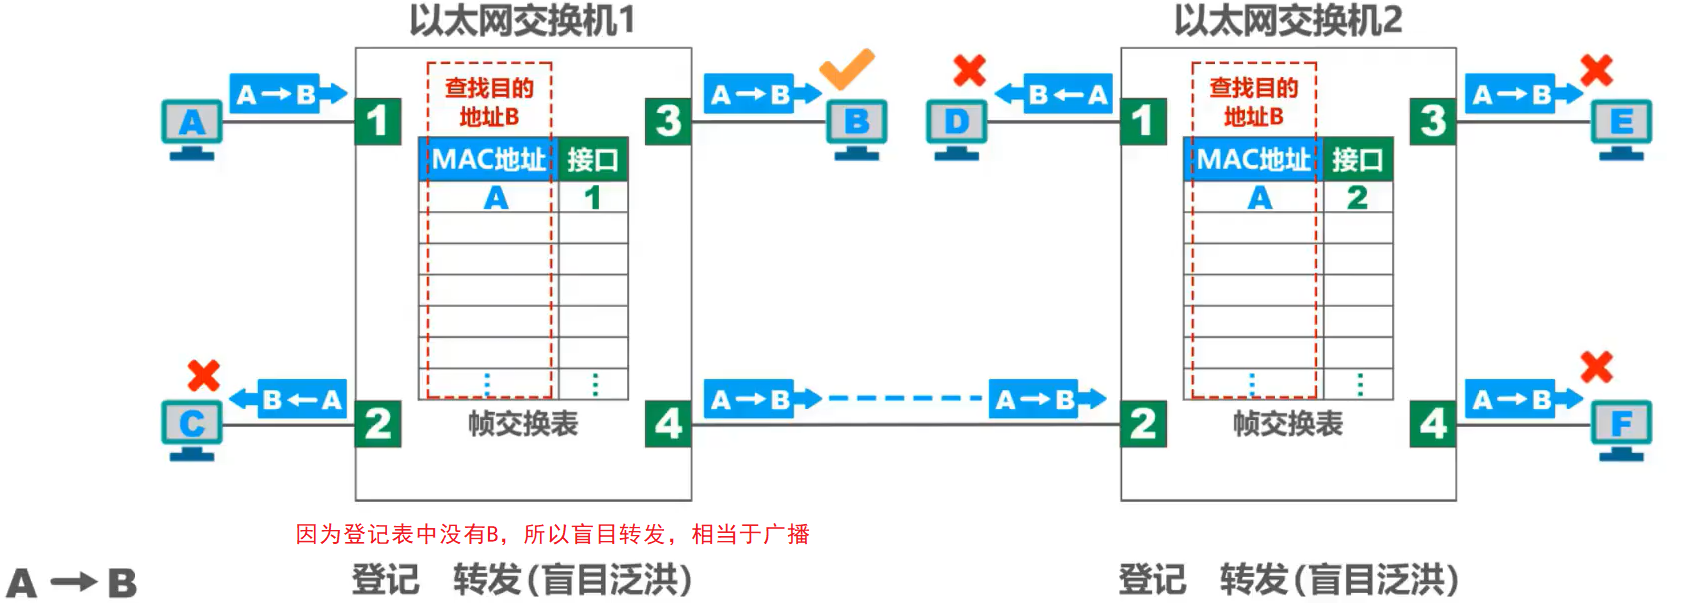 以太网交换机1
以太网交换机2
A→B
查找目的
地址B
A→B
B←A
查找目的
地址B
A→B
A
1
3
B
D
1
3
E
MAC地址 接口
MAC地址 接口
A 1
A 2
B←A
A→B
A→B
A→B
C
2
帧交换表
4
2
帧交换表
4
F
因为登记表中没有B，所以盲目转发，相当于广播
A→B
登记 转发(盲目泛洪)
登记 转发(盲目泛洪)